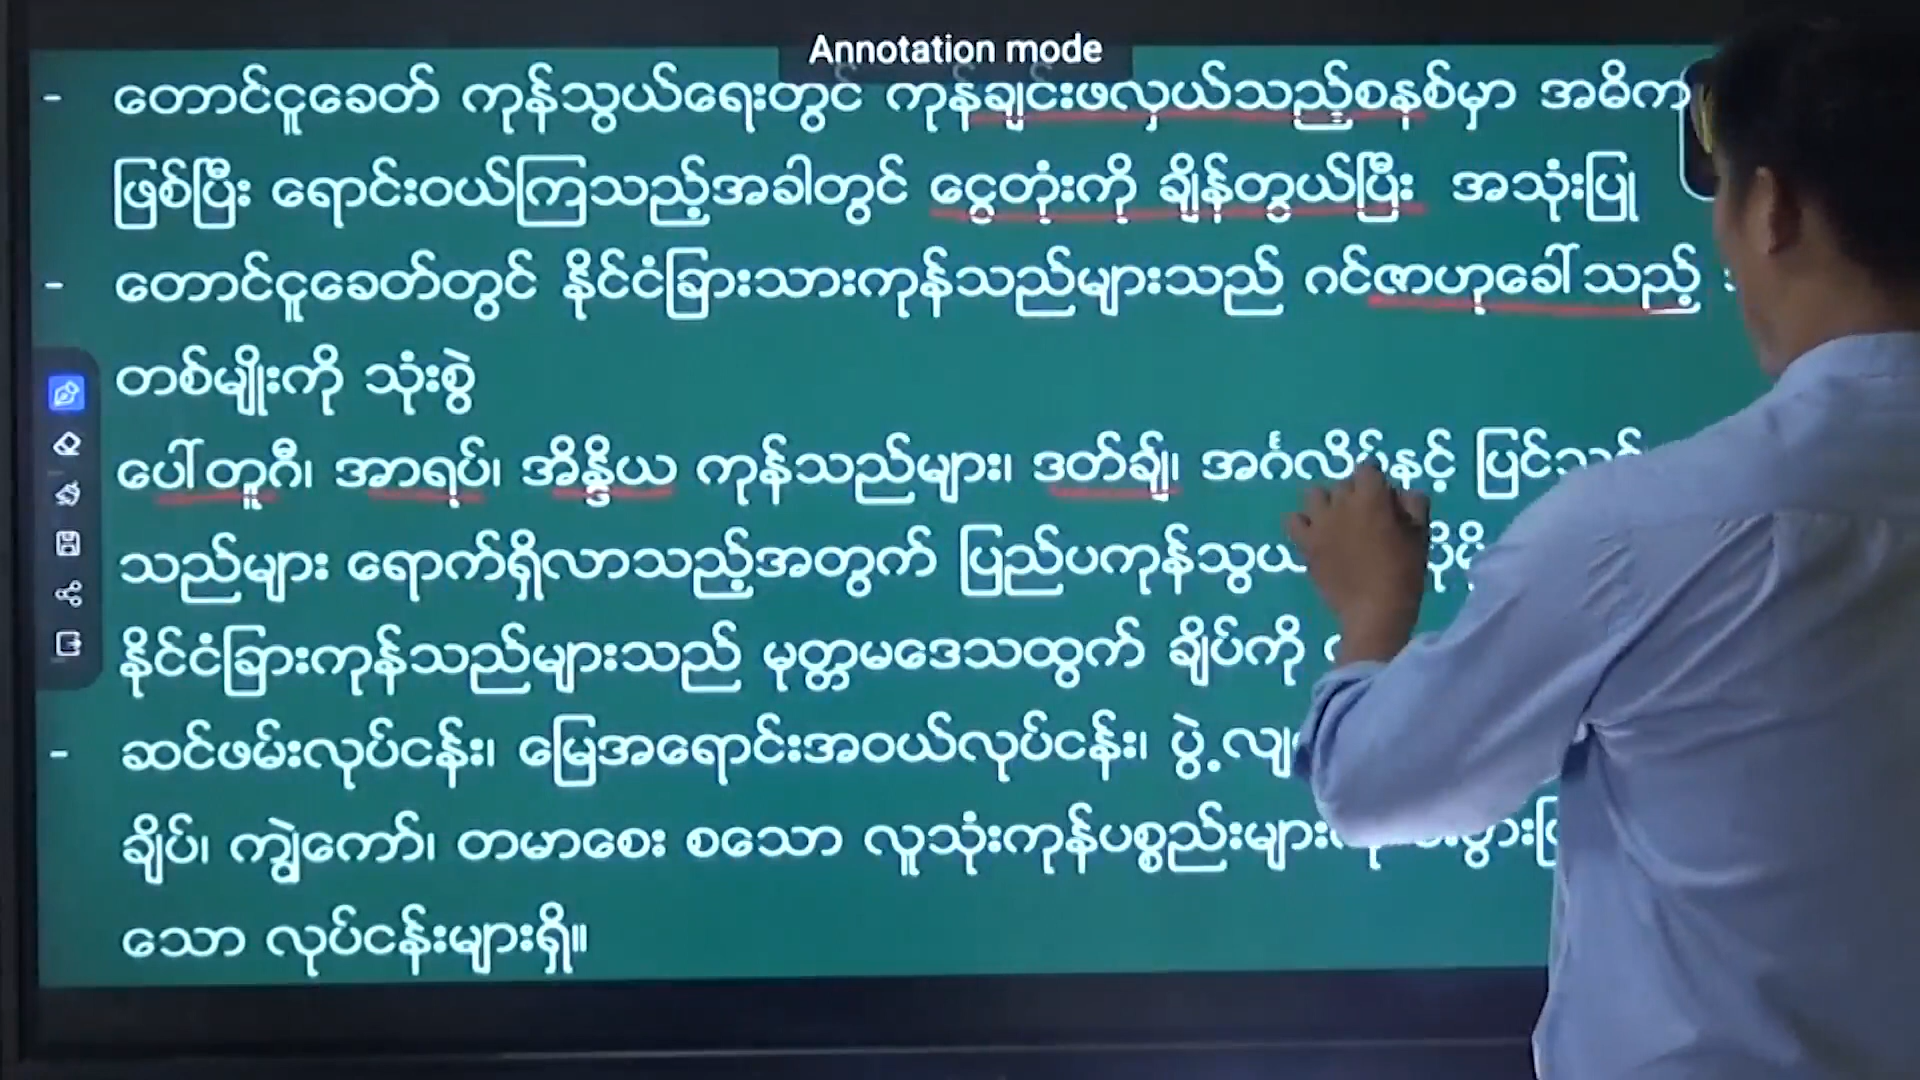 Annotation mode
- တောင်ငူခေတ် ကုန်သွယ်ရေးတွင် ကုန်ချင်းဖလှယ်သည့်စနစ်မှာ အဓိက
ဖြစ်ပြီး ရောင်းဝယ်ကြသည့်အခါတွင် ငွေတုံးကို ချိန်တွယ်ပြီး အသုံးပြု
- တောင်ငူခေတ်တွင် နိုင်ငံခြားသားကုန်သည်များသည် ဂင်ဇာဟုခေါ်သည့်
တစ်မျိုးကို သုံးစွဲ
ပေါ်တူဂီ၊ အာရပ်၊ အိန္ဒိယ ကုန်သည်များ၊ ဒတ်ချ်၊ အင်္ဂလိပ်နှင့်
သည်များ ရောက်ရှိလာသည့်အတွက် ပြည်ပကုန်သွယ
နိုင်ငံခြားကုန်သည်များသည် မုတ္တမဒေသထွက် ချိပ်ကို
- ဆင်ဖမ်းလုပ်ငန်း၊ မြေအရောင်းအဝယ်လုပ်ငန်း၊ ပွဲ့လျ
ချိပ်၊ ကျွဲကော်၊ တမာစေး စသော လူသုံးကုန်ပစ္စည်းများ
သော လုပ်ငန်းများရှိ။